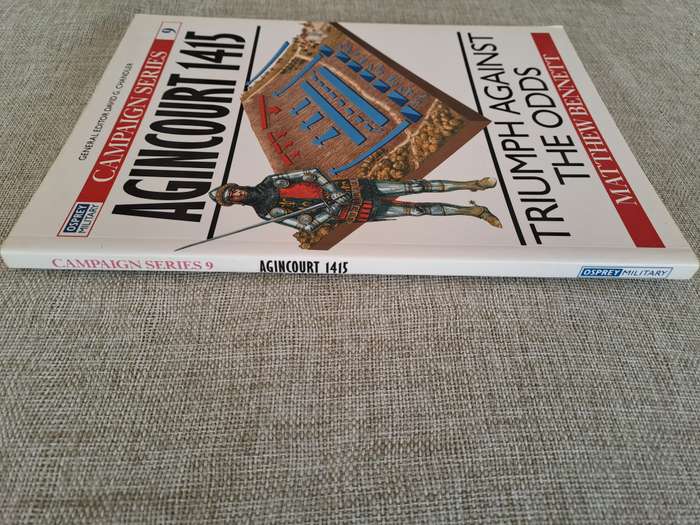 OSPREY
MILITARY
GENERAL EDITOR DAVID G. CHANDLER
CAMPAIGN SERIES 9
AGINCOURT 1415
TRIUMPH AGAINST
THE ODDS
MATTHEW BENNETT
CAMPAIGN SERIES 9 AGINCOURT 1415 OSPREY MILITARY